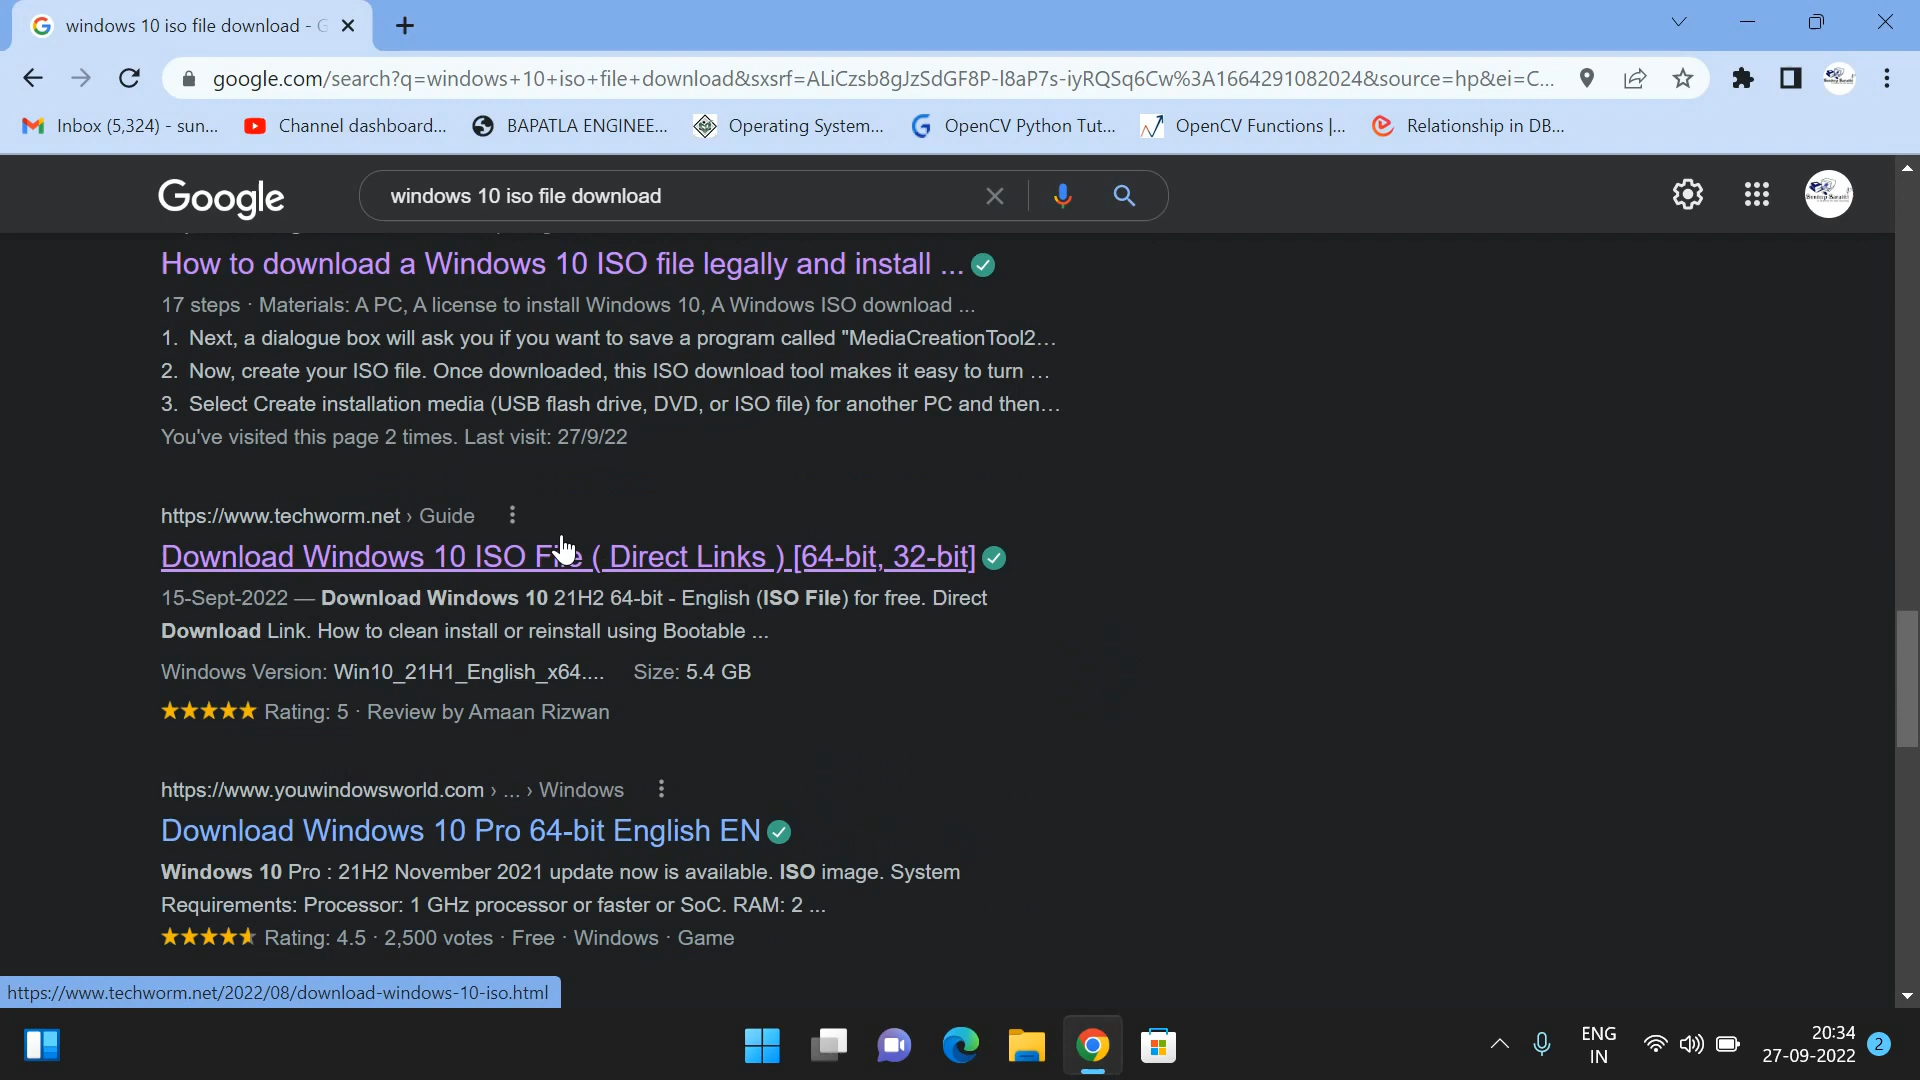 windows 10 iso file download - G
google.com/search?q=windows+10+iso+file+download&sxsrf=ALiCzsb8gJzSdGF8P-l8aP7s-iyRQSq6Cw%3A1664291082024&source=hp&ei=C...
Inbox (5,324) - sun... Channel dashboard... BAPATLA ENGINEE... Operating System... OpenCV Python Tut... OpenCV Functions |... Relationship in DB...
Google windows 10 iso file download
How to download a Windows 10 ISO file legally and install ...
17 steps · Materials: A PC, A license to install Windows 10, A Windows ISO download ...
1. Next, a dialogue box will ask you if you want to save a program called "MediaCreationTool2...
2. Now, create your ISO file. Once downloaded, this ISO download tool makes it easy to turn ...
3. Select Create installation media (USB flash drive, DVD, or ISO file) for another PC and then...
You've visited this page 2 times. Last visit: 27/9/22
https://www.techworm.net › Guide
Download Windows 10 ISO File ( Direct Links ) [64-bit, 32-bit]
15-Sept-2022 — Download Windows 10 21H2 64-bit - English (ISO File) for free. Direct
Download Link. How to clean install or reinstall using Bootable ...
Windows Version: Win10_21H1_English_x64.... Size: 5.4 GB
Rating: 5 · Review by Amaan Rizwan
https://www.youwindowsworld.com › ... › Windows
Download Windows 10 Pro 64-bit English EN
Windows 10 Pro : 21H2 November 2021 update now is available. ISO image. System
Requirements: Processor: 1 GHz processor or faster or SoC. RAM: 2 ...
Rating: 4.5 · 2,500 votes · Free · Windows · Game
https://www.techworm.net/2022/08/download-windows-10-iso.html
ENG
IN
20:34
27-09-2022
2